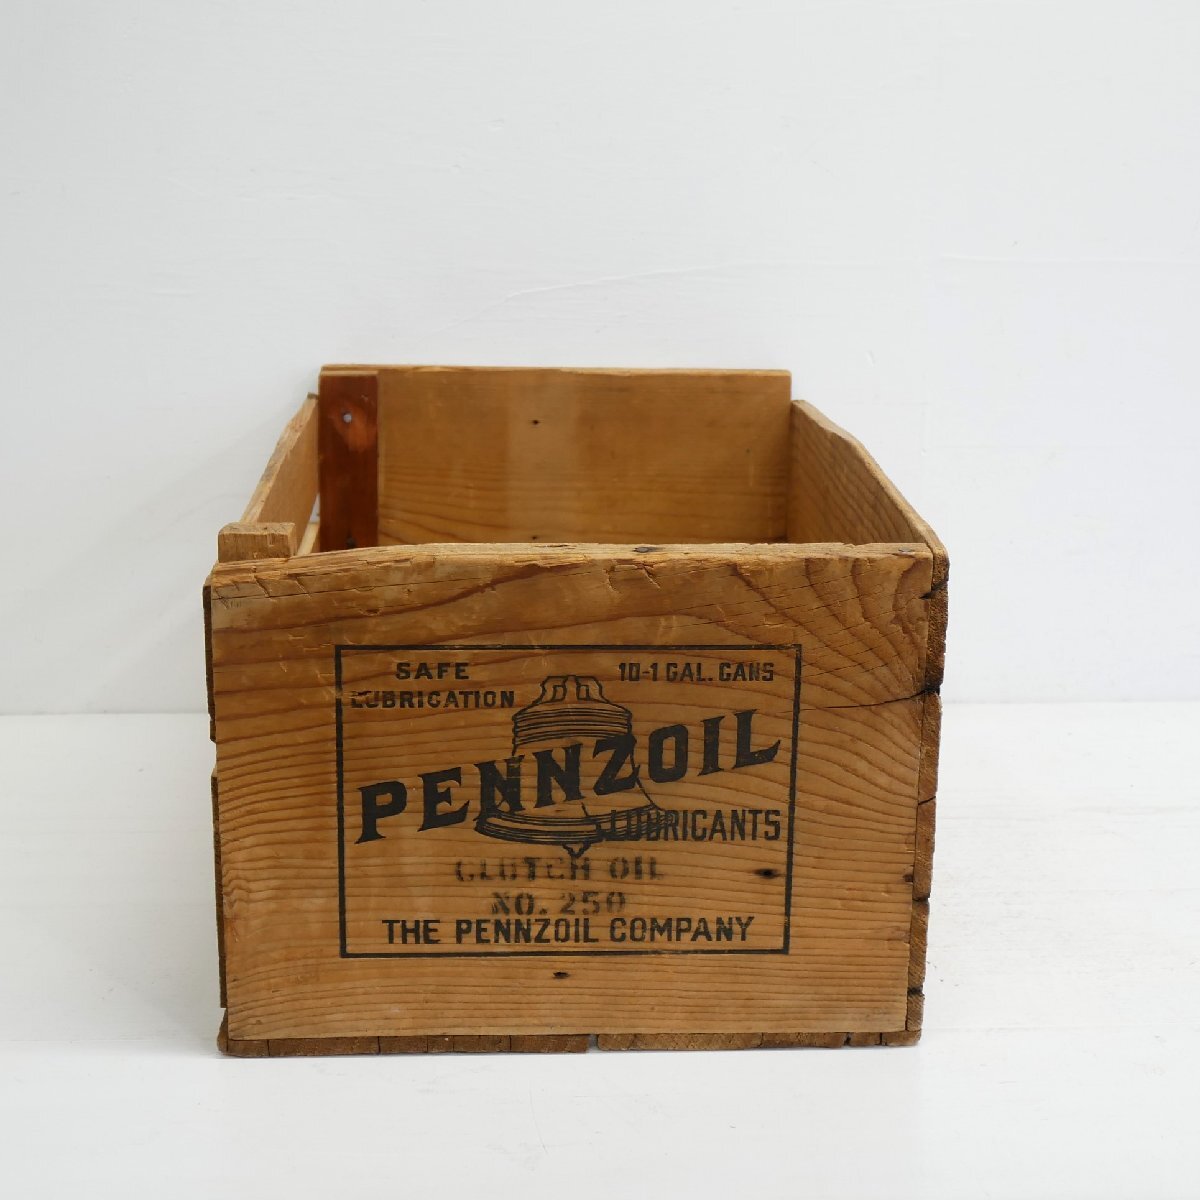 SAFE
LUBRICATION
10-1 GAL. CANS
PENNZOIL
LUBRICANTS
CLUTCH OIL
NO. 250
THE PENNZOIL COMPANY